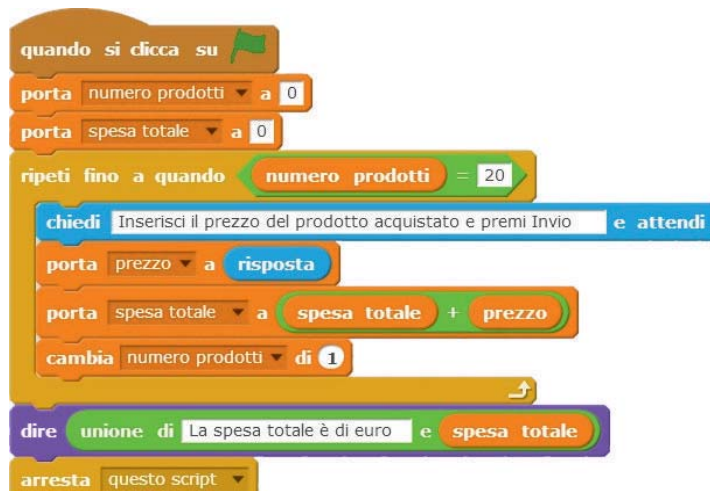 quando si clicca su
porta numero prodotti a 0
porta spesa totale a 0
ripeti fino a quando numero prodotti = 20
chiedi Inserisci il prezzo del prodotto acquistato e premi Invio e attendi
porta prezzo a risposta
porta spesa totale a spesa totale + prezzo
cambia numero prodotti di 1
dire unione di La spesa totale è di euro e spesa totale
arresta questo script